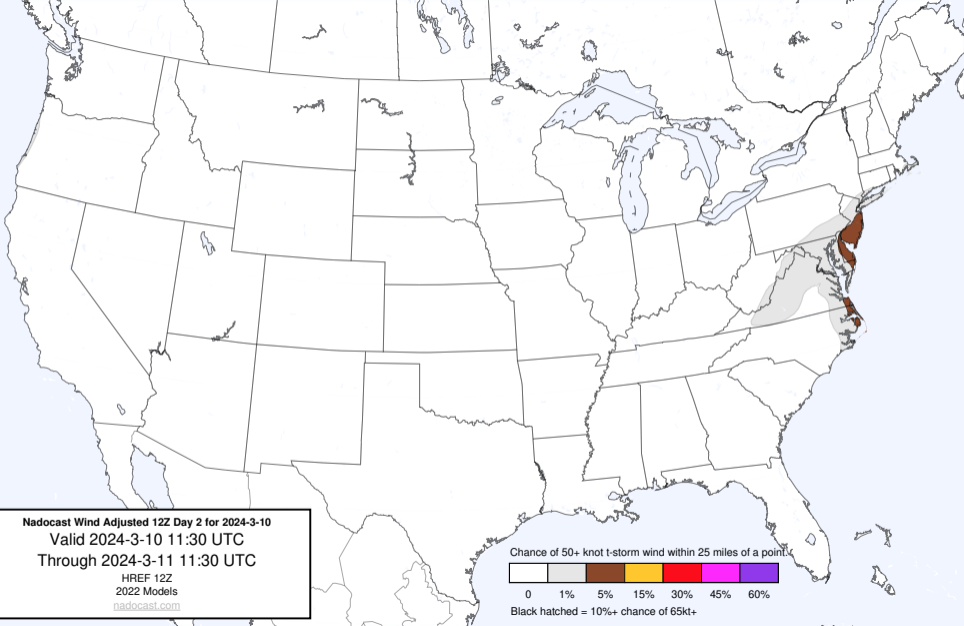 Nadocast Wind Adjusted 12Z Day 2 for 2024-3-10
Valid 2024-3-10 11:30 UTC
Through 2024-3-11 11:30 UTC
HREF 12Z
2022 Models
nadocast.com
Chance of 50+ knot t-storm wind within 25 miles of a point.
0 1% 5% 15% 30% 45% 60%
Black hatched = 10%+ chance of 65kt+